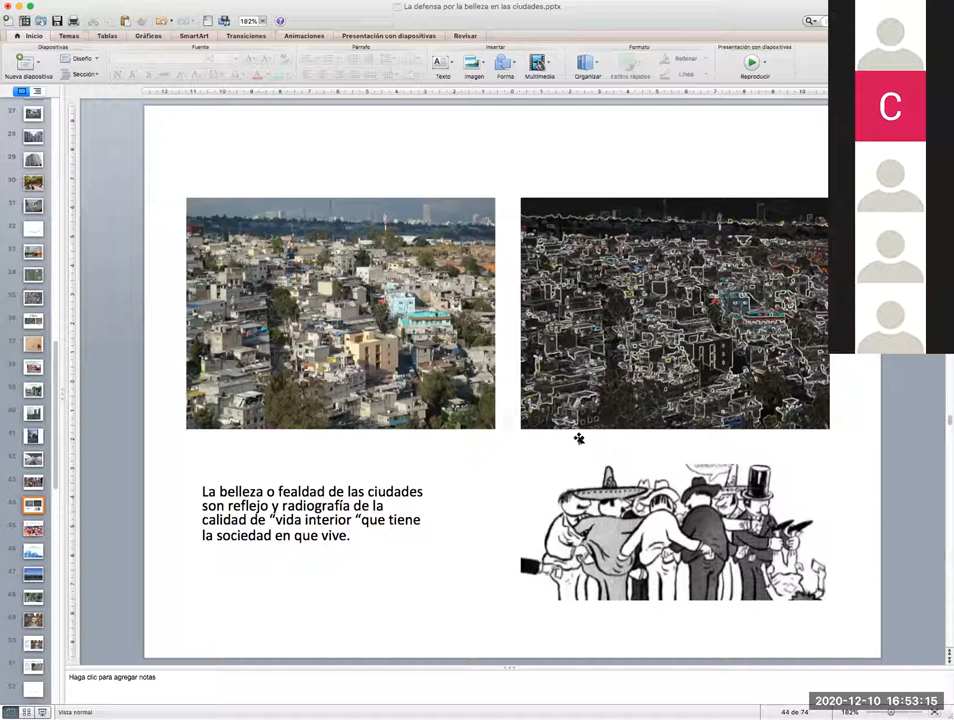 La defensa por la belleza en las ciudades.pptx
182%
Inicio Temas Tablas Gráficos SmartArt Transiciones Animaciones Presentación con diapositivas Revisar
Diapositivas Fuente Párrafo Insertar Formato Presentación con diapositivas
Diseño Rellenar
Nueva diapositiva Sección Texto Imagen Forma Multimedia Organizar Estilos rápidos Línea Reproducir
C
La belleza o fealdad de las ciudades
son reflejo y radiografía de la
calidad de “vida interior “que tiene
la sociedad en que vive.
Haga clic para agregar notas
2020-12-10 16:53:15
Vista normal 44 de 74 182%